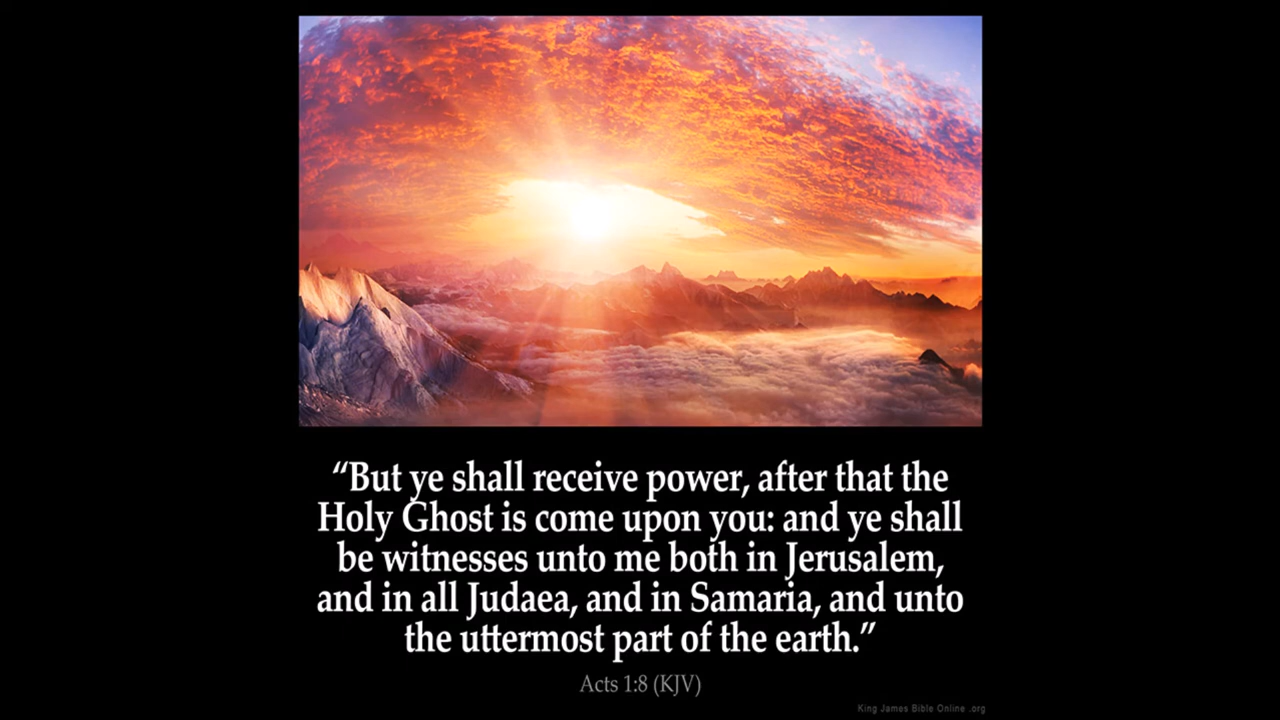 “But ye shall receive power, after that the
Holy Ghost is come upon you: and ye shall
be witnesses unto me both in Jerusalem,
and in all Judaea, and in Samaria, and unto
the uttermost part of the earth.”
Acts 1:8 (KJV)
King James Bible Online .org